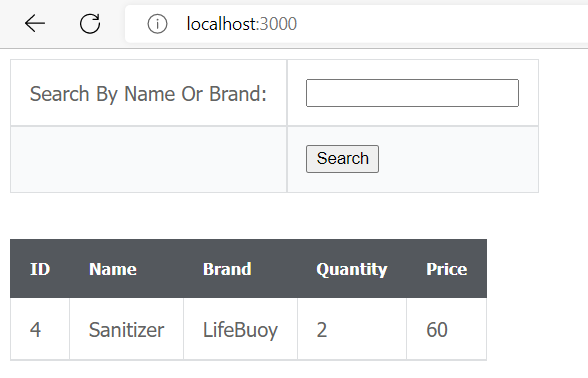 localhost:3000
Search By Name Or Brand:
Search
ID Name Brand Quantity Price
4 Sanitizer LifeBuoy 2 60